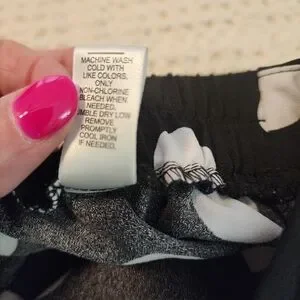 MACHINE WASH
COLD WITH
LIKE COLORS,
ONLY
NON-CHLORINE
BLEACH WHEN
NEEDED.
UMBLE DRY LOW
REMOVE
PROMPTLY
COOL IRON
IF NEEDED.